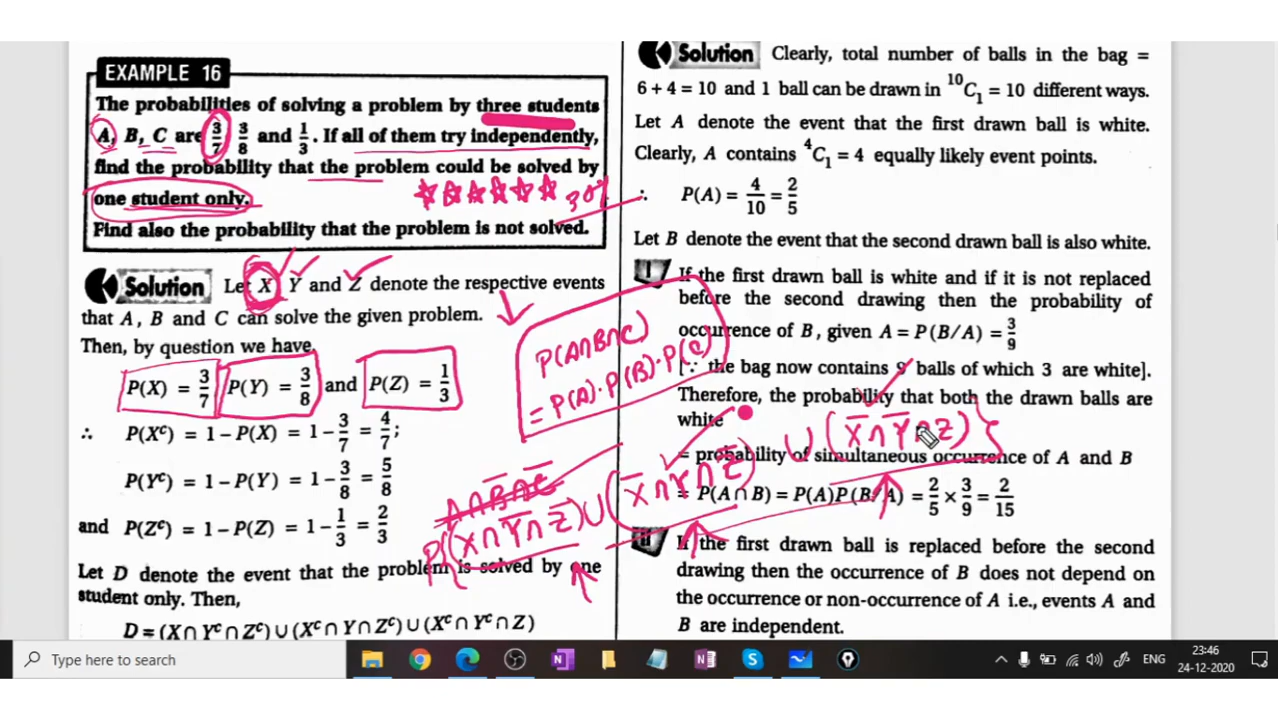 EXAMPLE 16
The probabilities of solving a problem by three students
A, B, C are 3/7, 3/8 and 1/3. If all of them try independently,
find the probability that the problem could be solved by
one student only.
30%
Find also the probability that the problem is not solved.
Solution Let X, Y and Z denote the respective events
that A, B and C can solve the given problem.
Then, by question we have,
P(X) = 3/7, P(Y) = 3/8 and P(Z) = 1/3
∴ P(Xᶜ) = 1 – P(X) = 1 – 3/7 = 4/7;
P(Yᶜ) = 1 – P(Y) = 1 – 3/8 = 5/8
and P(Zᶜ) = 1 – P(Z) = 1 – 1/3 = 2/3
Let D denote the event that the problem is solved by one
student only. Then,
D = (X ∩ Yᶜ ∩ Zᶜ) ∪ (Xᶜ ∩ Y ∩ Zᶜ) ∪ (Xᶜ ∩ Yᶜ ∩ Z)
P(A∩B∩C)
= P(A)·P(B)·P(C)
A∩B̅∩C̅
P{(X∩Y̅∩Z̅)∪(X̅∩Y∩Z̅) ∪ (X̅∩Y̅∩Z)}
Solution Clearly, total number of balls in the bag =
6 + 4 = 10 and 1 ball can be drawn in ¹⁰C₁ = 10 different ways.
Let A denote the event that the first drawn ball is white.
Clearly, A contains ⁴C₁ = 4 equally likely event points.
∴ P(A) = 4/10 = 2/5
Let B denote the event that the second drawn ball is also white.
I If the first drawn ball is white and if it is not replaced
before the second drawing then the probability of
occurrence of B, given A = P(B/A) = 3/9
[∵ the bag now contains 9 balls of which 3 are white].
Therefore, the probability that both the drawn balls are
white
= probability of simultaneous occurrence of A and B
= P(A ∩ B) = P(A)P(B/A) = 2/5 × 3/9 = 2/15
II If the first drawn ball is replaced before the second
drawing then the occurrence of B does not depend on
the occurrence or non-occurrence of A i.e., events A and
B are independent.
Type here to search
ENG
23:46
24-12-2020